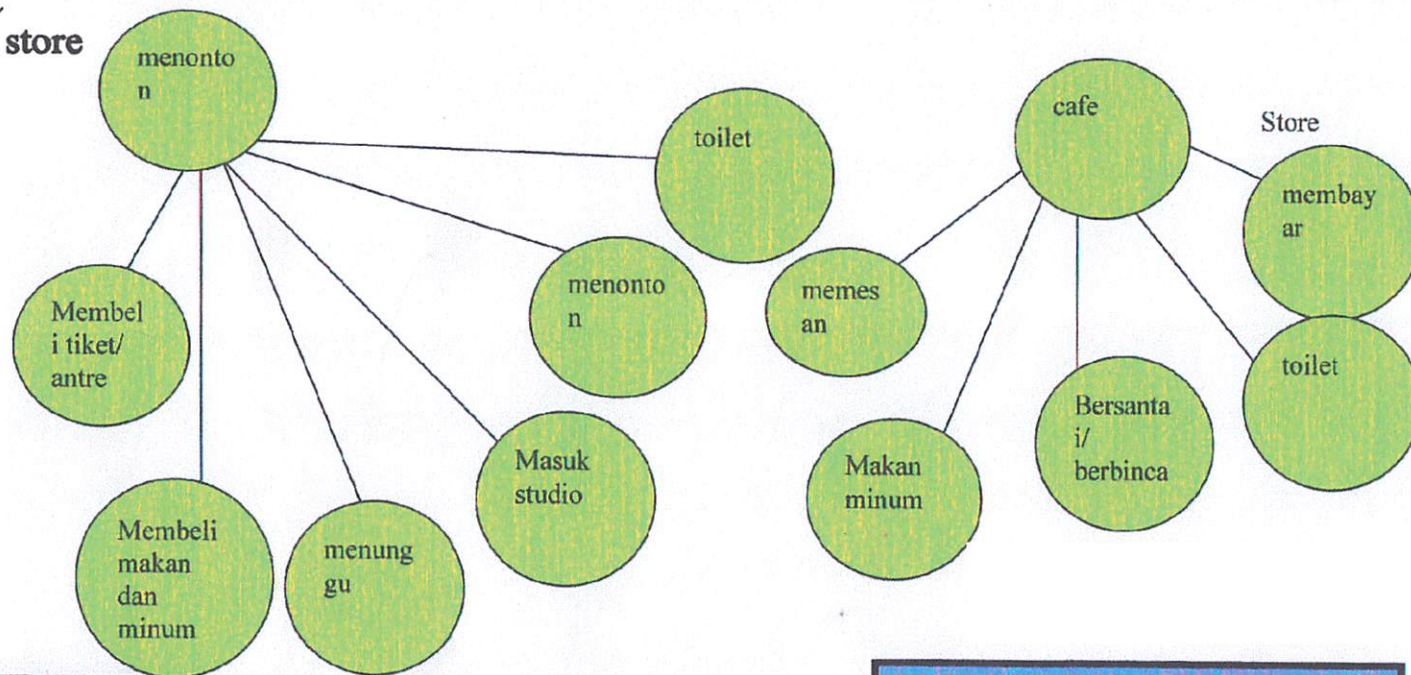 store
menonto
n
toilet
menonto
n
Membel
i tiket/
antre
Masuk
studio
Membeli
makan
dan
minum
menung
gu
cafe
Store
membay
ar
memes
an
toilet
Bersanta
i/
berbinca
Makan
minum